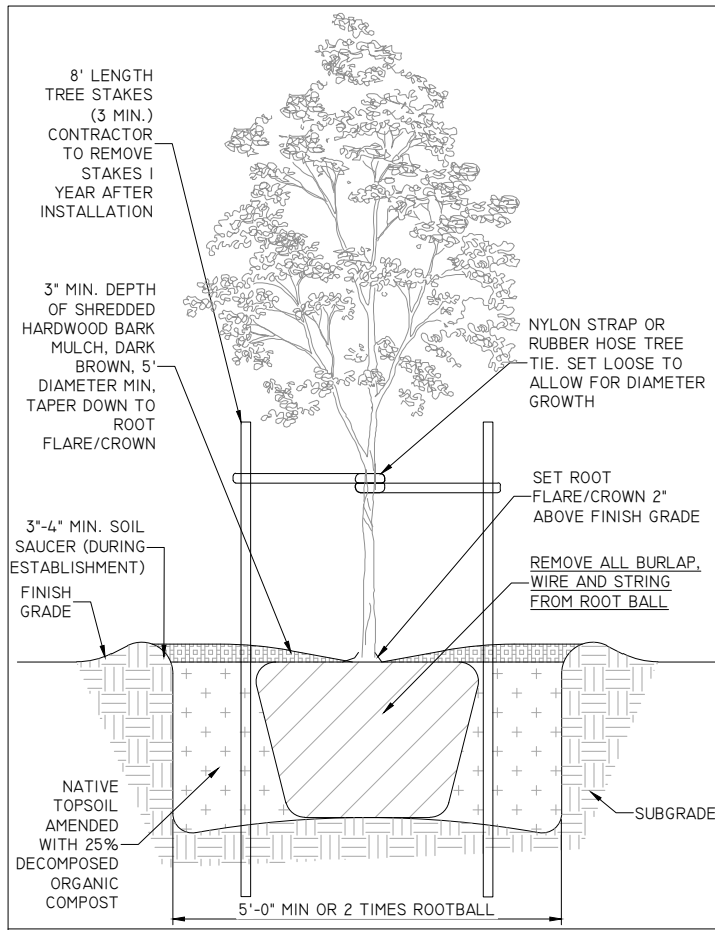 8' LENGTH
TREE STAKES
(3 MIN.)
CONTRACTOR
TO REMOVE
STAKES 1
YEAR AFTER
INSTALLATION
3" MIN. DEPTH
OF SHREDDED
HARDWOOD BARK
MULCH, DARK
BROWN, 5'
DIAMETER MIN,
TAPER DOWN TO
ROOT
FLARE/CROWN
3"-4" MIN. SOIL
SAUCER (DURING
ESTABLISHMENT)
FINISH
GRADE
NATIVE
TOPSOIL
AMENDED
WITH 25%
DECOMPOSED
ORGANIC
COMPOST
NYLON STRAP OR
RUBBER HOSE TREE
TIE. SET LOOSE TO
ALLOW FOR DIAMETER
GROWTH
SET ROOT
FLARE/CROWN 2"
ABOVE FINISH GRADE
REMOVE ALL BURLAP,
WIRE AND STRING
FROM ROOT BALL
SUBGRADE
5'-0" MIN OR 2 TIMES ROOTBALL